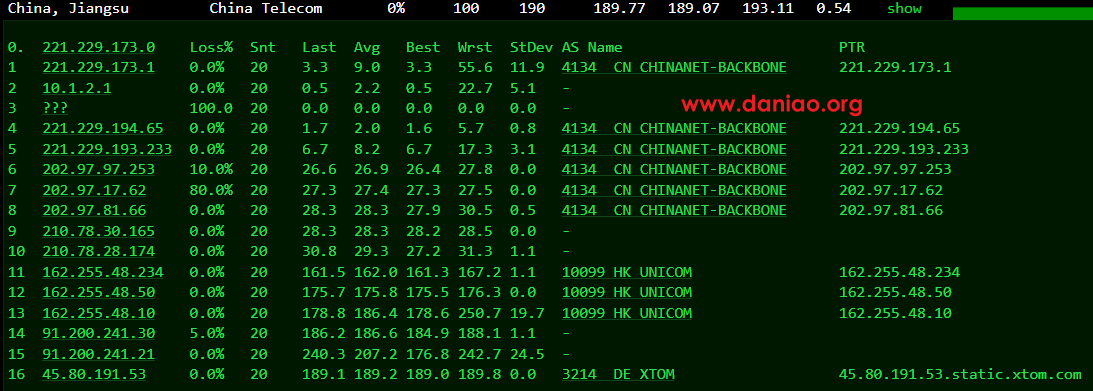 China, Jiangsu China Telecom 0% 100 190 189.77 189.07 193.11 0.54 show
0. 221.229.173.0 Loss% Snt Last Avg Best Wrst StDev AS Name PTR
1 221.229.173.1 0.0% 20 3.3 9.0 3.3 55.6 11.9 4134 CN CHINANET-BACKBONE 221.229.173.1
2 10.1.2.1 0.0% 20 0.5 2.2 0.5 22.7 5.1 -
3 ??? 100.0 20 0.0 0.0 0.0 0.0 0.0 -
www.daniao.org
4 221.229.194.65 0.0% 20 1.7 2.0 1.6 5.7 0.8 4134 CN CHINANET-BACKBONE 221.229.194.65
5 221.229.193.233 0.0% 20 6.7 8.2 6.7 17.3 3.1 4134 CN CHINANET-BACKBONE 221.229.193.233
6 202.97.97.253 10.0% 20 26.6 26.9 26.4 27.8 0.0 4134 CN CHINANET-BACKBONE 202.97.97.253
7 202.97.17.62 80.0% 20 27.3 27.4 27.3 27.5 0.0 4134 CN CHINANET-BACKBONE 202.97.17.62
8 202.97.81.66 0.0% 20 28.3 28.3 27.9 30.5 0.5 4134 CN CHINANET-BACKBONE 202.97.81.66
9 210.78.30.165 0.0% 20 28.3 28.3 28.2 28.5 0.0 -
10 210.78.28.174 0.0% 20 30.8 29.3 27.2 31.3 1.1 -
11 162.255.48.234 0.0% 20 161.5 162.0 161.3 167.2 1.1 10099 HK UNICOM 162.255.48.234
12 162.255.48.50 0.0% 20 175.7 175.8 175.5 176.3 0.0 10099 HK UNICOM 162.255.48.50
13 162.255.48.10 0.0% 20 178.8 186.4 178.6 250.7 19.7 10099 HK UNICOM 162.255.48.10
14 91.200.241.30 5.0% 20 186.2 186.6 184.9 188.1 1.1 -
15 91.200.241.21 0.0% 20 240.3 207.2 176.8 242.7 24.5 -
16 45.80.191.53 0.0% 20 189.1 189.2 189.0 189.8 0.0 3214 DE XTOM 45.80.191.53.static.xtom.com